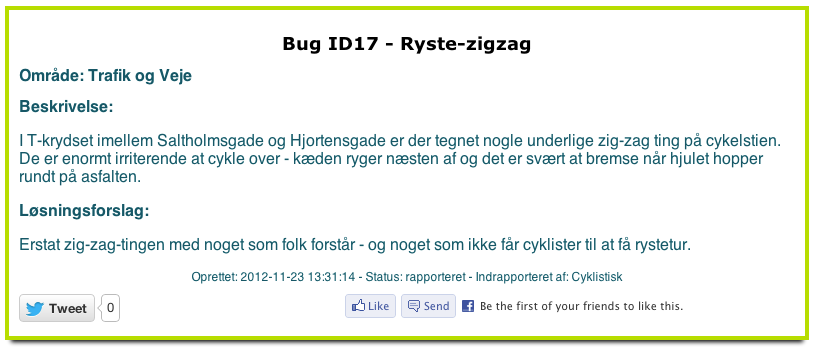 Bug ID17 - Ryste-zigzag
Område: Trafik og Veje
Beskrivelse:
I T-krydset imellem Saltholmsgade og Hjortensgade er der tegnet nogle underlige zig-zag ting på cykelstien.
De er enormt irriterende at cykle over - kæden ryger næsten af og det er svært at bremse når hjulet hopper
rundt på asfalten.
Løsningsforslag:
Erstat zig-zag-tingen med noget som folk forstår - og noget som ikke får cyklister til at få rystetur.
Oprettet: 2012-11-23 13:31:14 - Status: rapporteret - Indrapporteret af: Cyklistisk
Tweet 0 Like Send f Be the first of your friends to like this.